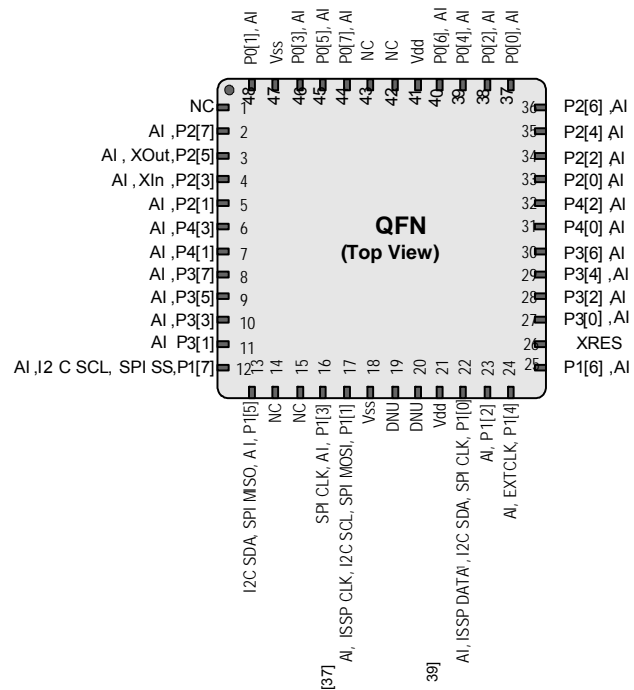 P0[1], AI
Vss
P0[3], AI
P0[5], AI
P0[7], AI
NC
NC
Vdd
P0[6], AI
P0[4], AI
P0[2], AI
P0[0], AI
48
47
46
45
44
43
42
41
40
39
38
37
NC 1
AI ,P2[7] 2
AI , XOut,P2[5] 3
AI , XIn ,P2[3] 4
AI ,P2[1] 5
AI ,P4[3] 6
AI ,P4[1] 7
AI ,P3[7] 8
AI ,P3[5] 9
AI ,P3[3] 10
AI P3[1] 11
AI ,I2 C SCL, SPI SS,P1[7] 12
QFN
(Top View)
36 P2[6] ,AI
35 P2[4] ,AI
34 P2[2] ,AI
33 P2[0] ,AI
32 P4[2] ,AI
31 P4[0] ,AI
30 P3[6] ,AI
29 P3[4] ,AI
28 P3[2] ,AI
27 P3[0] ,AI
26 XRES
25 P1[6] ,AI
13
14
15
16
17
18
19
20
21
22
23
24
I2C SDA, SPI MISO, AI, P1[5]
NC
NC
SPI CLK, AI, P1[3]
AI, ISSP CLK, I2C SCL, SPI MOSI, P1[1]
Vss
DNU
DNU
Vdd
AI, ISSP DATA¹, I2C SDA, SPI CLK, P1[0]
AI, P1[2]
AI, EXTCLK, P1[4]
[37]
39]